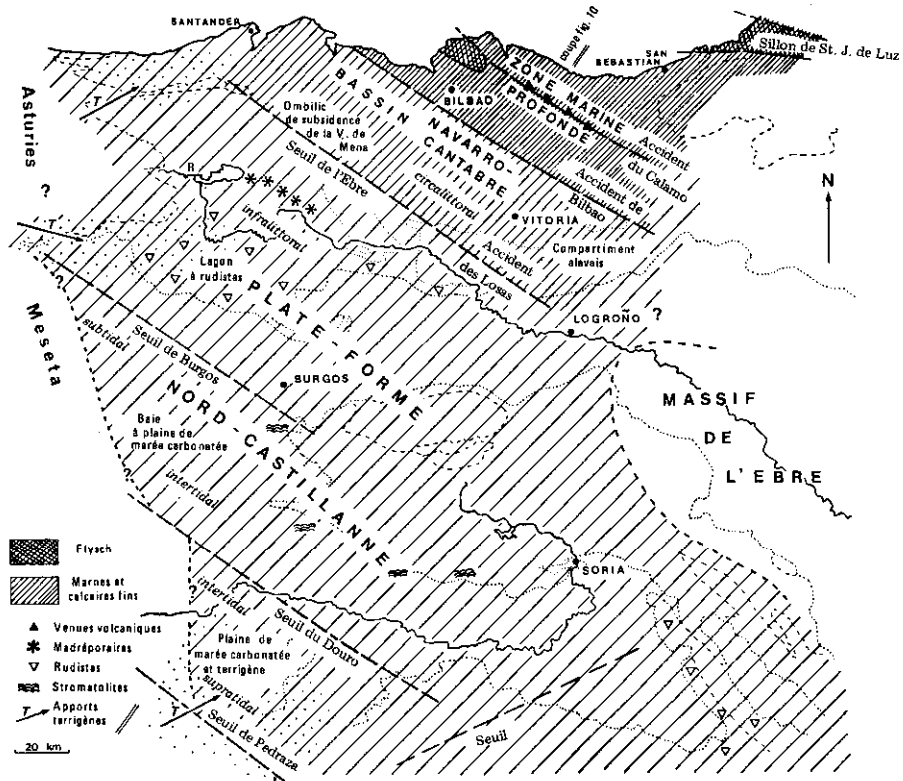 SANTANDER
coupe fig. 10
SAN
SEBASTIAN
Sillon de St. J. de Luz
ZONE MARINE
PROFONDE
BILBAO
BASSIN NAVARRO-
CANTABRE
Accident
du Calamo
Accident de
Bilbao
Asturies
?
T
Ombilic
de subsidence
de la V. de
Mena
Seuil de l'Ebre
circalittoral
VITORIA
Compartiment
alavais
N
R
infralittoral
Accident
des Losas
T
Lagon
à rudistas
LOGROÑO ?
Meseta
subtidal
Seuil de Burgos
PLATE-FORME
NORD-CASTILLANNE
BURGOS
MASSIF
DE
L'EBRE
Baie
à plaine de
marée carbonatée
intertidal
SORIA
intertidal
Seuil du Douro
Plaine de
marée carbonatée
et terrigène
supratidal
T
Seuil de Pedraza
Seuil
Flysch
Marnes et
calcaires fins
Venues volcaniques
Madréporaires
Rudistas
Stromatolites
T Apports
terrigènes
20 km